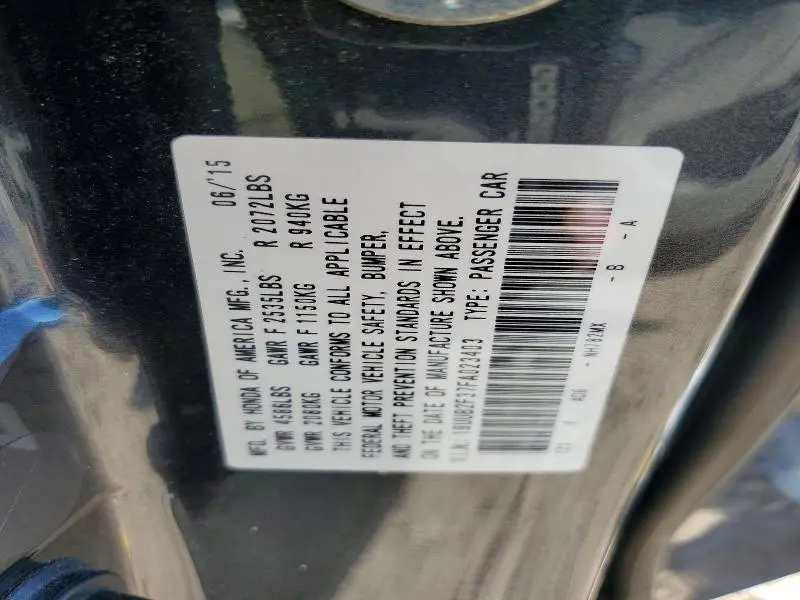 MFD. BY HONDA OF AMERICA MFG., INC. 06/'15
GVWR 4586LBS GAWR F 2535LBS R 2072LBS
GVWR 2080KG GAWR F 1150KG R 940KG
THIS VEHICLE CONFORMS TO ALL APPLICABLE
FEDERAL MOTOR VEHICLE SAFETY, BUMPER,
AND THEFT PREVENTION STANDARDS IN EFFECT
ON THE DATE OF MANUFACTURE SHOWN ABOVE.
V.I.N. 19UUB2F37FA023403 TYPE: PASSENGER CAR
NH782MX - B - A